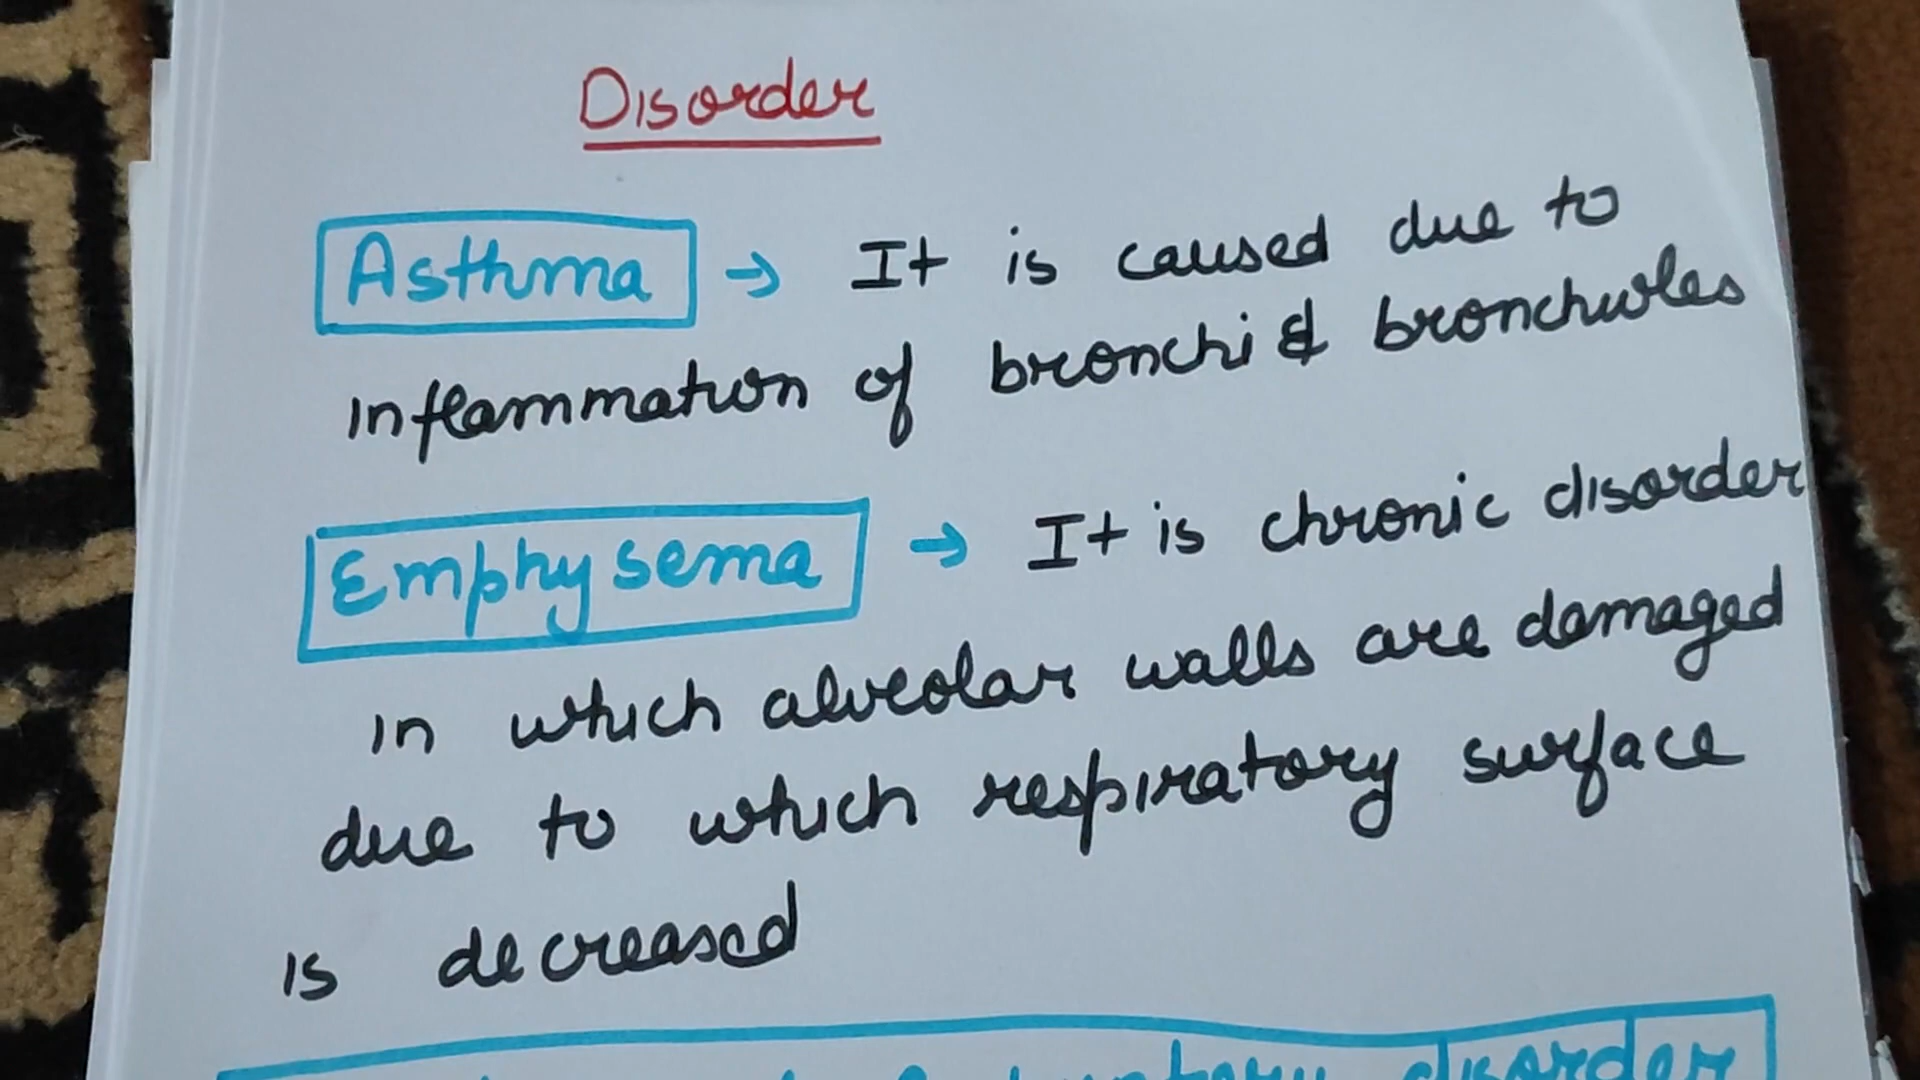 Disorder
Asthma → It is caused due to
inflammation of bronchi & bronchioles
Emphysema → It is chronic disorder
in which alveolar walls are damaged
due to which respiratory surface
is decreased
disorder